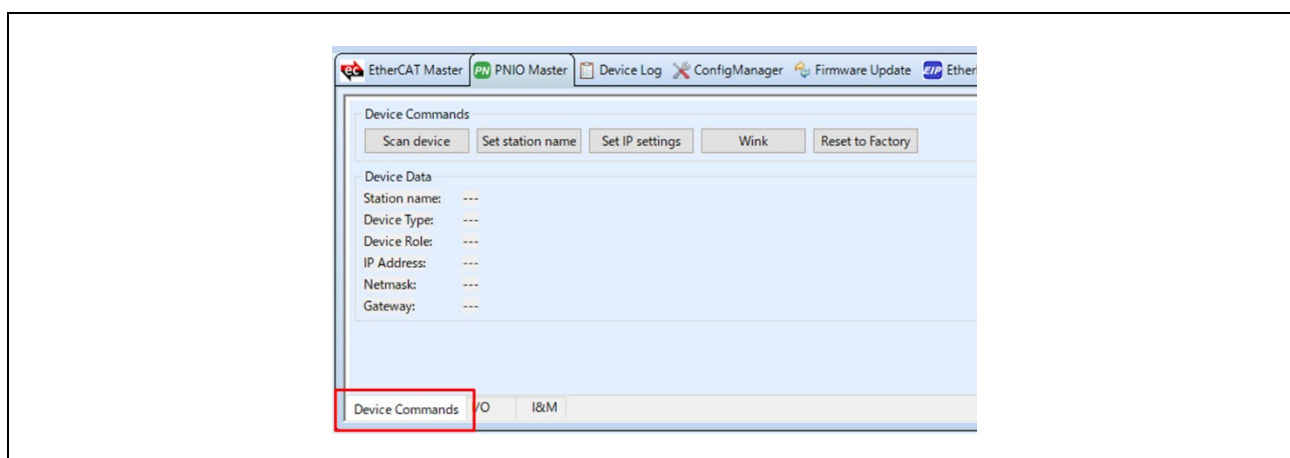 EtherCAT Master PNIO Master Device Log ConfigManager Firmware Update EIP
Device Commands
Scan device Set station name Set IP settings Wink Reset to Factory
Device Data
Station name: ---
Device Type: ---
Device Role: ---
IP Address: ---
Netmask: ---
Gateway: ---
Device Commands I&M